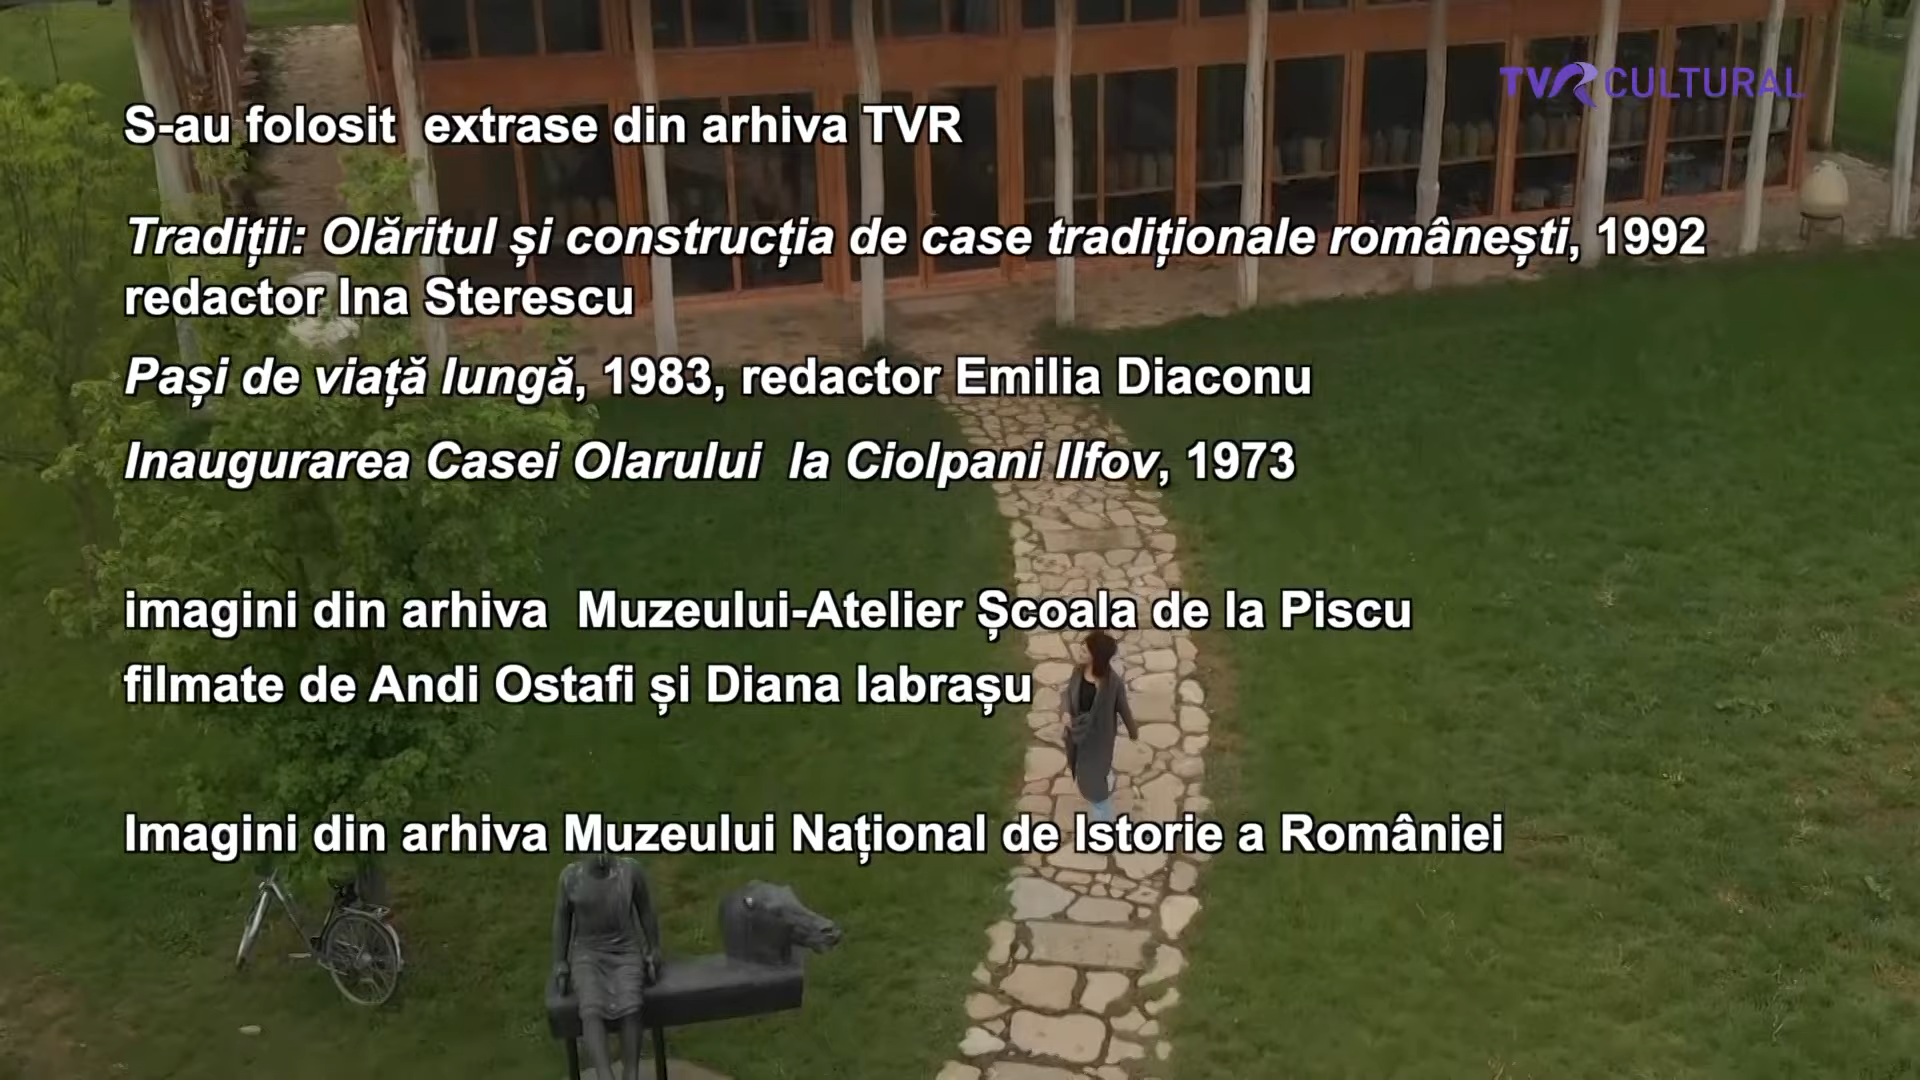 TVR CULTURAL
S-au folosit  extrase din arhiva TVR
Tradiții: Olăritul și construcția de case tradiționale românești, 1992
redactor Ina Sterescu
Pași de viață lungă, 1983, redactor Emilia Diaconu
Inaugurarea Casei Olarului  la Ciolpani Ilfov, 1973
imagini din arhiva  Muzeului-Atelier Școala de la Piscu
filmate de Andi Ostafi și Diana Iabrașu
Imagini din arhiva Muzeului Național de Istorie a României